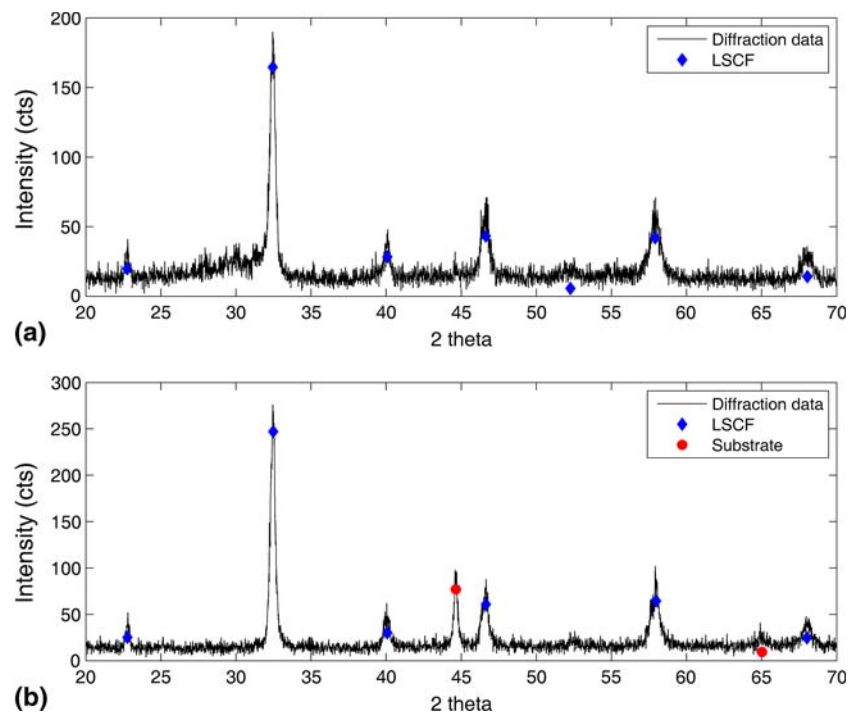 200
150
100
50
0
Intensity (cts)
Diffraction data
LSCF
20 25 30 35 40 45 50 55 60 65 70
2 theta
(a)
300
250
200
150
100
50
0
Intensity (cts)
Diffraction data
LSCF
Substrate
20 25 30 35 40 45 50 55 60 65 70
2 theta
(b)